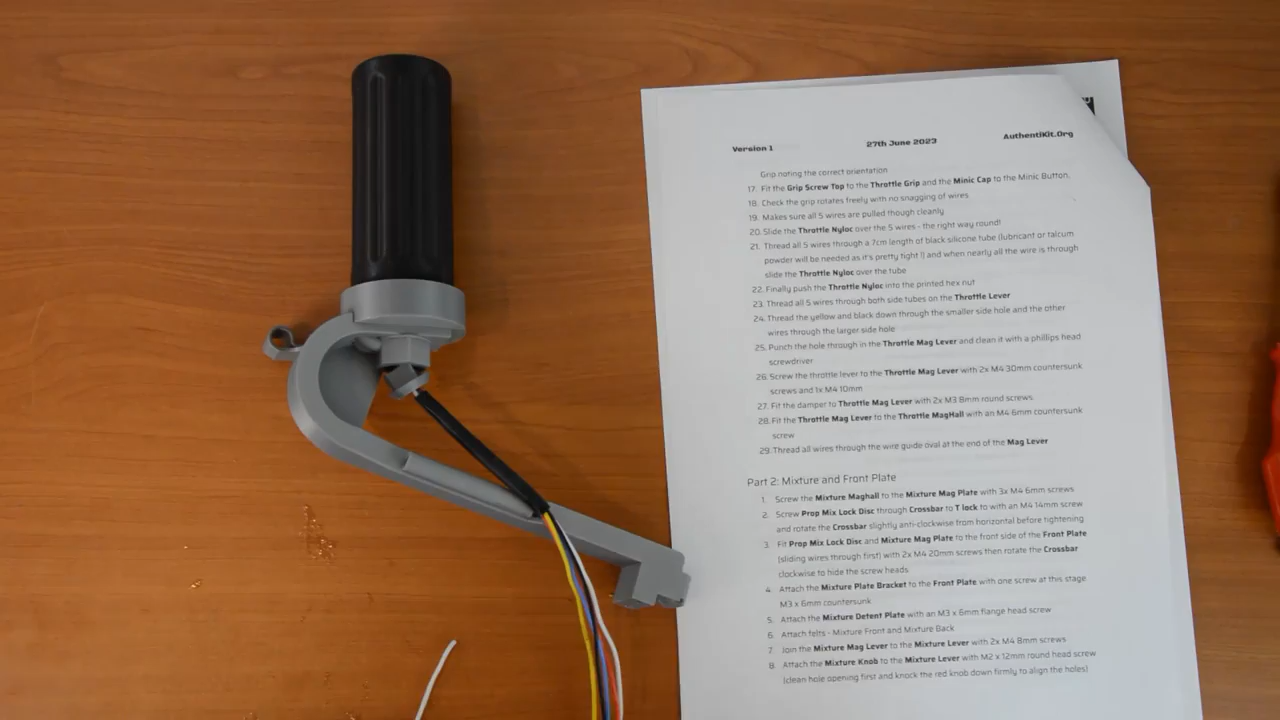 Version 1 27th June 2023 AuthentiKit.Org
Grip noting the correct orientation
17. Fit the Grip Screw Top to the Throttle Grip and the Minic Cap to the Minic Button.
18. Check the grip rotates freely with no snagging of wires
19. Makes sure all 5 wires are pulled though cleanly
20. Slide the Throttle Nyloc over the 5 wires - the right way round!
21. Thread all 5 wires through a 7cm length of black silicone tube (lubricant or talcum
powder will be needed as it's pretty tight !) and when nearly all the wire is through
slide the Throttle Nyloc over the tube
22. Finally push the Throttle Nyloc into the printed hex nut
23. Thread all 5 wires through both side tubes on the Throttle Lever
24. Thread the yellow and black down through the smaller side hole and the other
wires through the larger side hole
25. Punch the hole through in the Throttle Mag Lever and clean it with a phillips head
screwdriver
26. Screw the throttle lever to the Throttle Mag Lever with 2x M4 30mm countersunk
screws and 1x M4 10mm
27. Fit the damper to Throttle Mag Lever with 2x M3 8mm round screws.
28. Fit the Throttle Mag Lever to the Throttle MagHall with an M4 6mm countersunk
screw
29. Thread all wires through the wire guide oval at the end of the Mag Lever
Part 2: Mixture and Front Plate
1. Screw the Mixture Maghall to the Mixture Mag Plate with 3x M4 6mm screws
2. Screw Prop Mix Lock Disc through Crossbar to T lock to with an M4 14mm screw
and rotate the Crossbar slightly anti-clockwise from horizontal before tightening
3. Fit Prop Mix Lock Disc and Mixture Mag Plate to the front side of the Front Plate
(sliding wires through first) with 2x M4 20mm screws then rotate the Crossbar
clockwise to hide the screw heads
4. Attach the Mixture Plate Bracket to the Front Plate with one screw at this stage
M3 x 6mm countersunk
5. Attach the Mixture Detent Plate with an M3 x 6mm flange head screw
6. Attach felts - Mixture Front and Mixture Back
7. Join the Mixture Mag Lever to the Mixture Lever with 2x M4 8mm screws
8. Attach the Mixture Knob to the Mixture Lever with M2 x 12mm round head screw
(clean hole opening first and knock the red knob down firmly to align the holes)